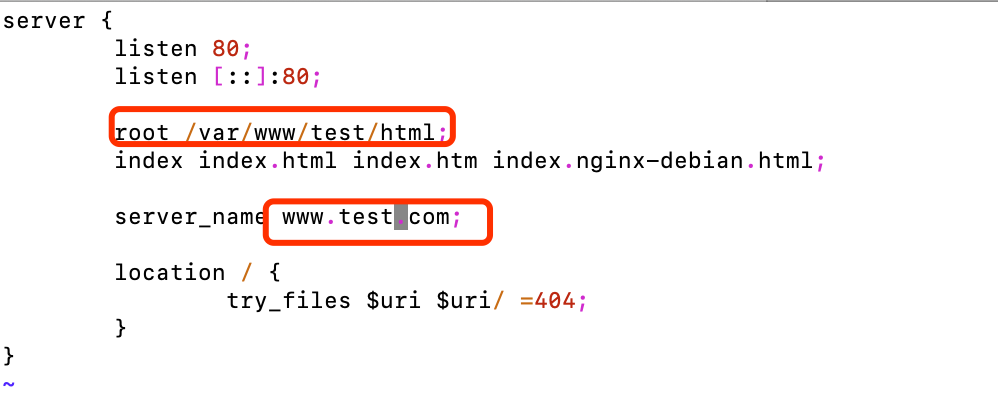 server {
listen 80;
listen [::]:80;
root /var/www/test/html;
index index.html index.htm index.nginx-debian.html;
server_name www.test.com;
location / {
try_files $uri $uri/ =404;
}
}
~